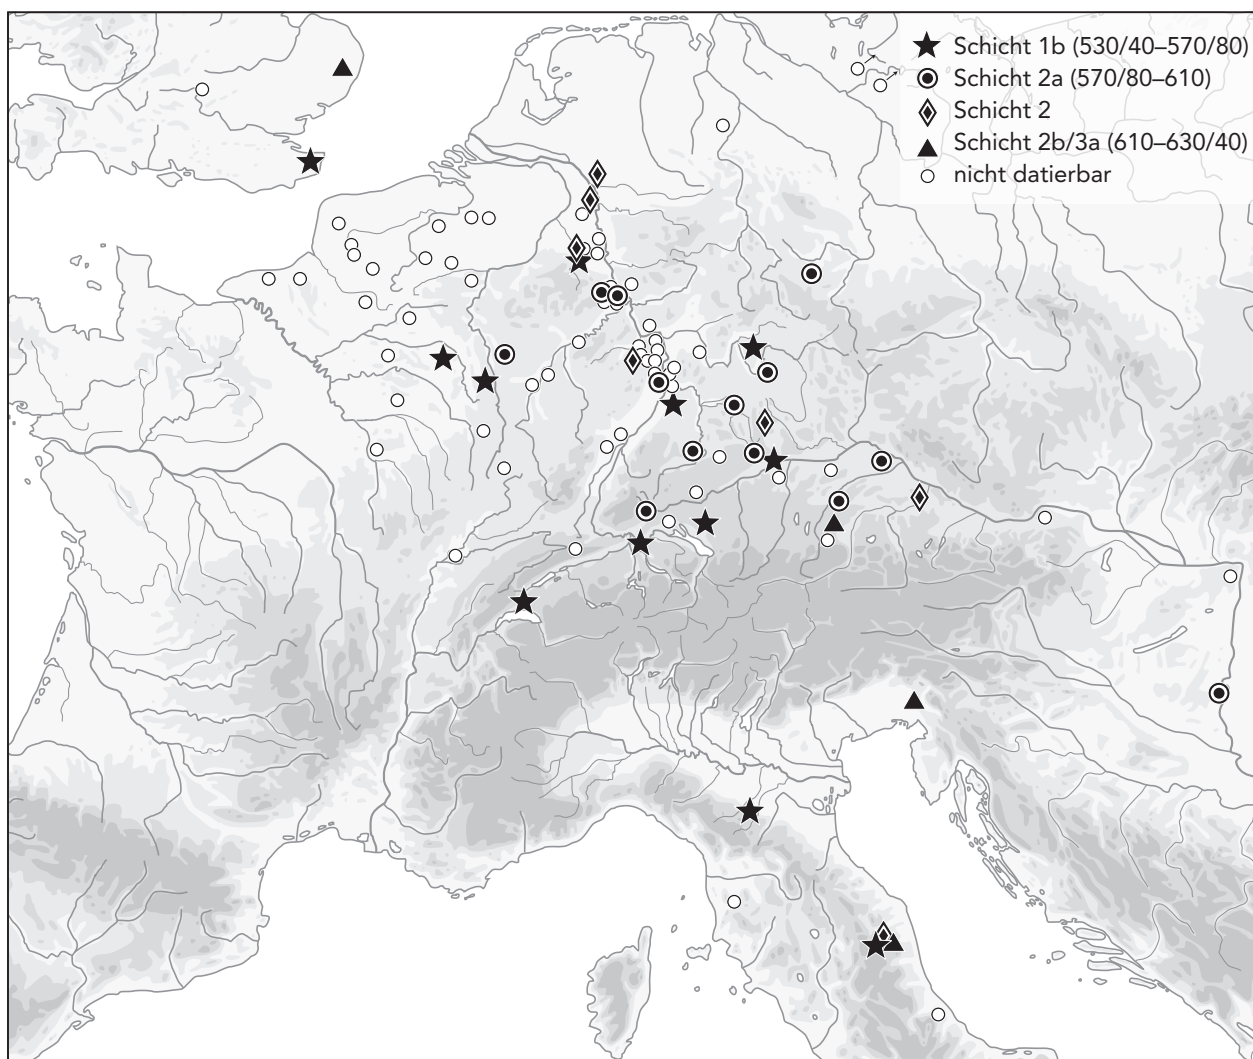 Schicht 1b (530/40–570/80)
Schicht 2a (570/80–610)
Schicht 2
Schicht 2b/3a (610–630/40)
nicht datierbar